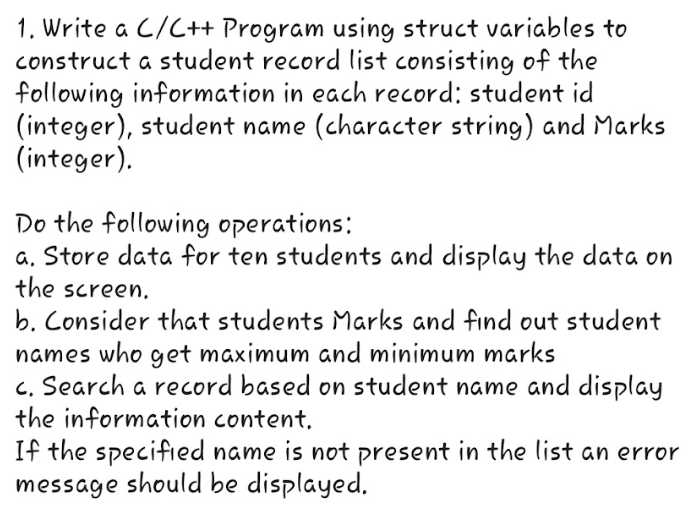 1. Write a C/C++ Program using struct variables to
construct a student record list consisting of the
following information in each record: student id
(integer), student name (character string) and Marks
(integer).
Do the following operations:
a. Store data for ten students and display the data on
the screen.
b. Consider that students Marks and find out student
names who get maximum and minimum marks
c. Search a record based on student name and display
the information content.
If the specified name is not present in the list an error
message should be displayed.